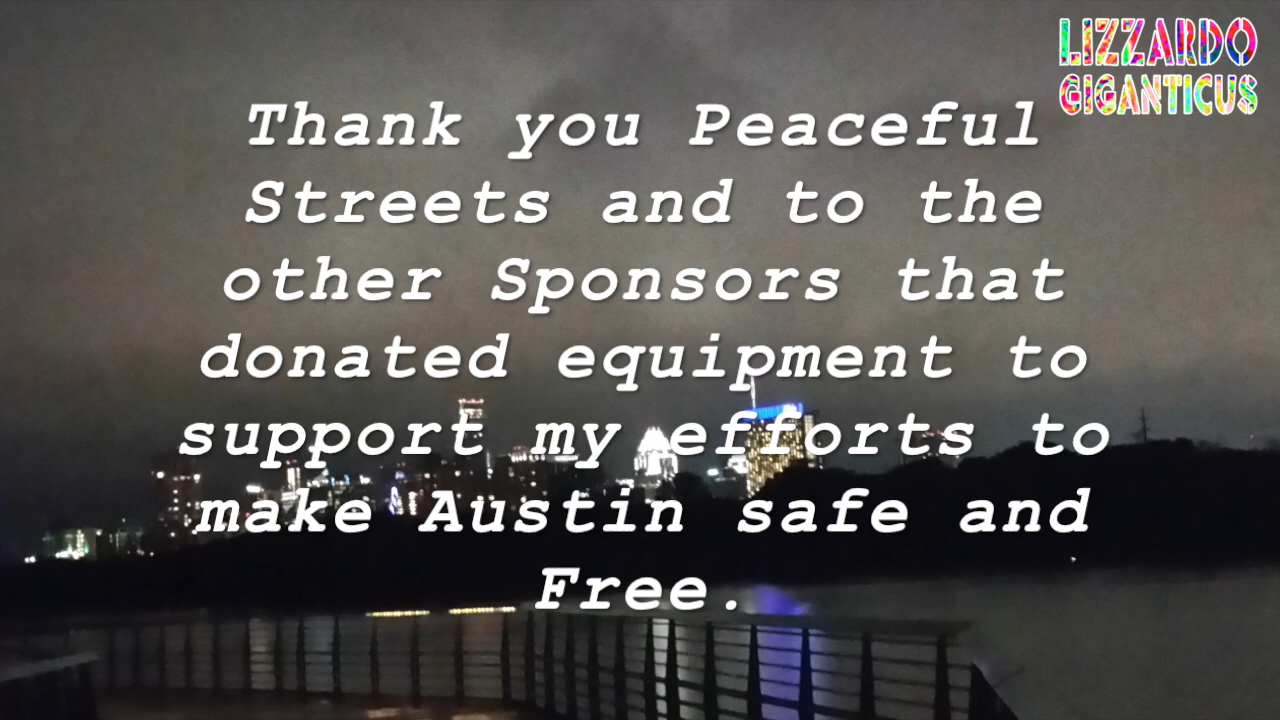 LIZZARDO
GIGANTICUS
Thank you Peaceful
Streets and to the
other Sponsors that
donated equipment to
support my efforts to
make Austin safe and
Free.